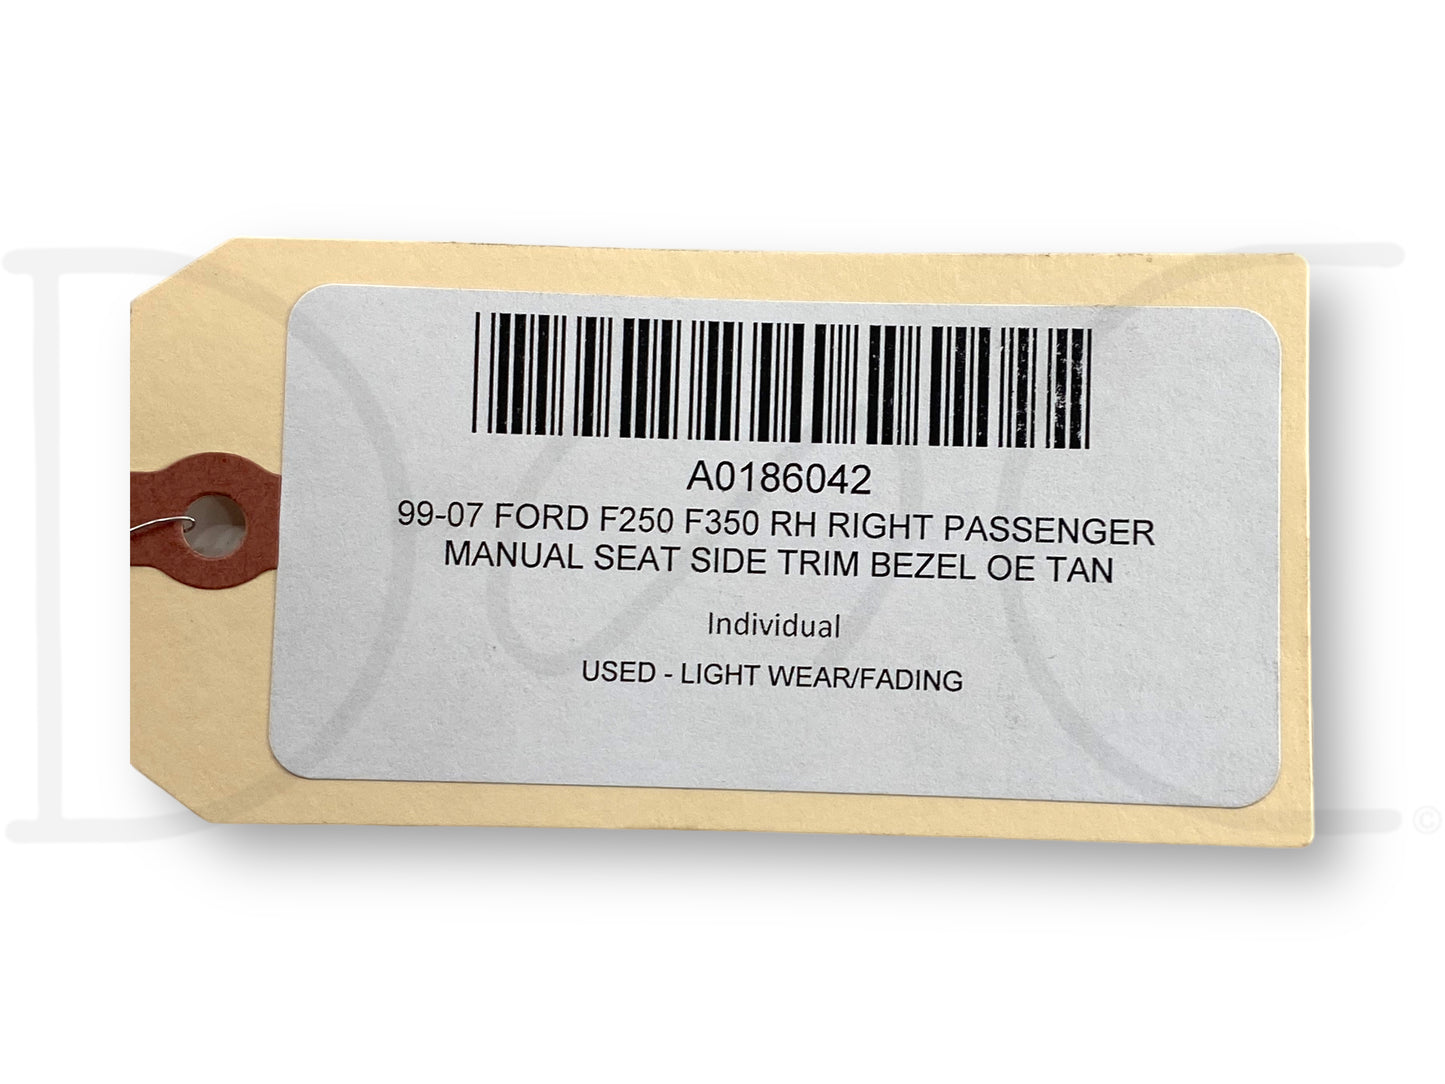 A0186042
99-07 FORD F250 F350 RH RIGHT PASSENGER
MANUAL SEAT SIDE TRIM BEZEL OE TAN
Individual
USED - LIGHT WEAR/FADING
©